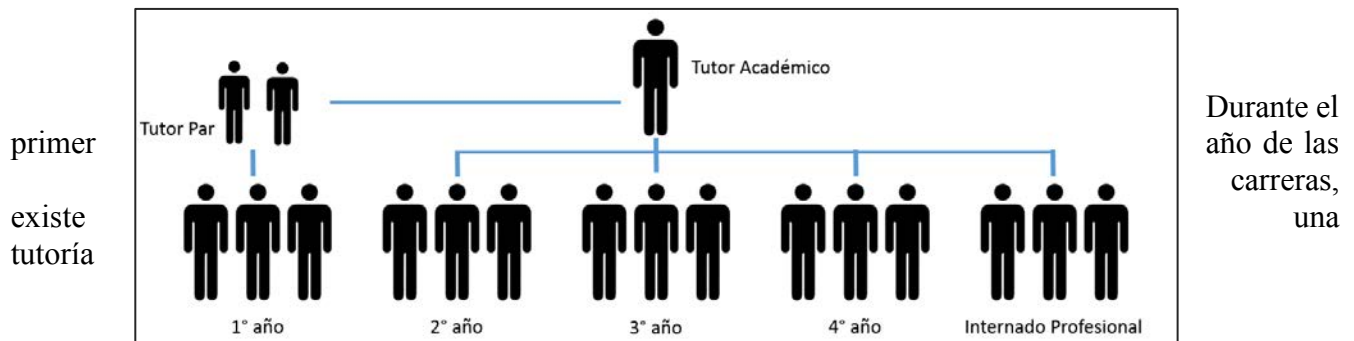 Tutor Académico
Tutor Par
1° año
2° año
3° año
4° año
Internado Profesional
Durante el
primer año de las
carreras,
existe una
tutoría